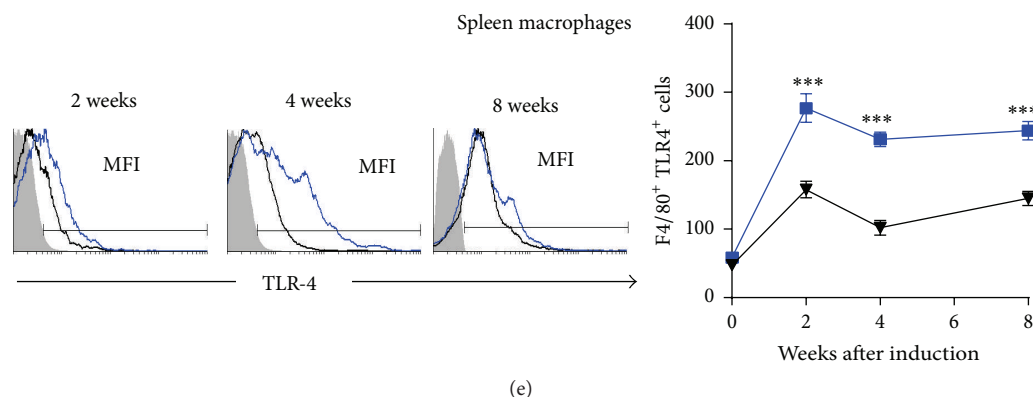 Spleen macrophages
2 weeks
4 weeks
8 weeks
MFI
MFI
MFI
TLR-4
F4/80⁺ TLR4⁺ cells
400
300
200
100
0
***
***
***
0
2
4
6
8
Weeks after induction
(e)